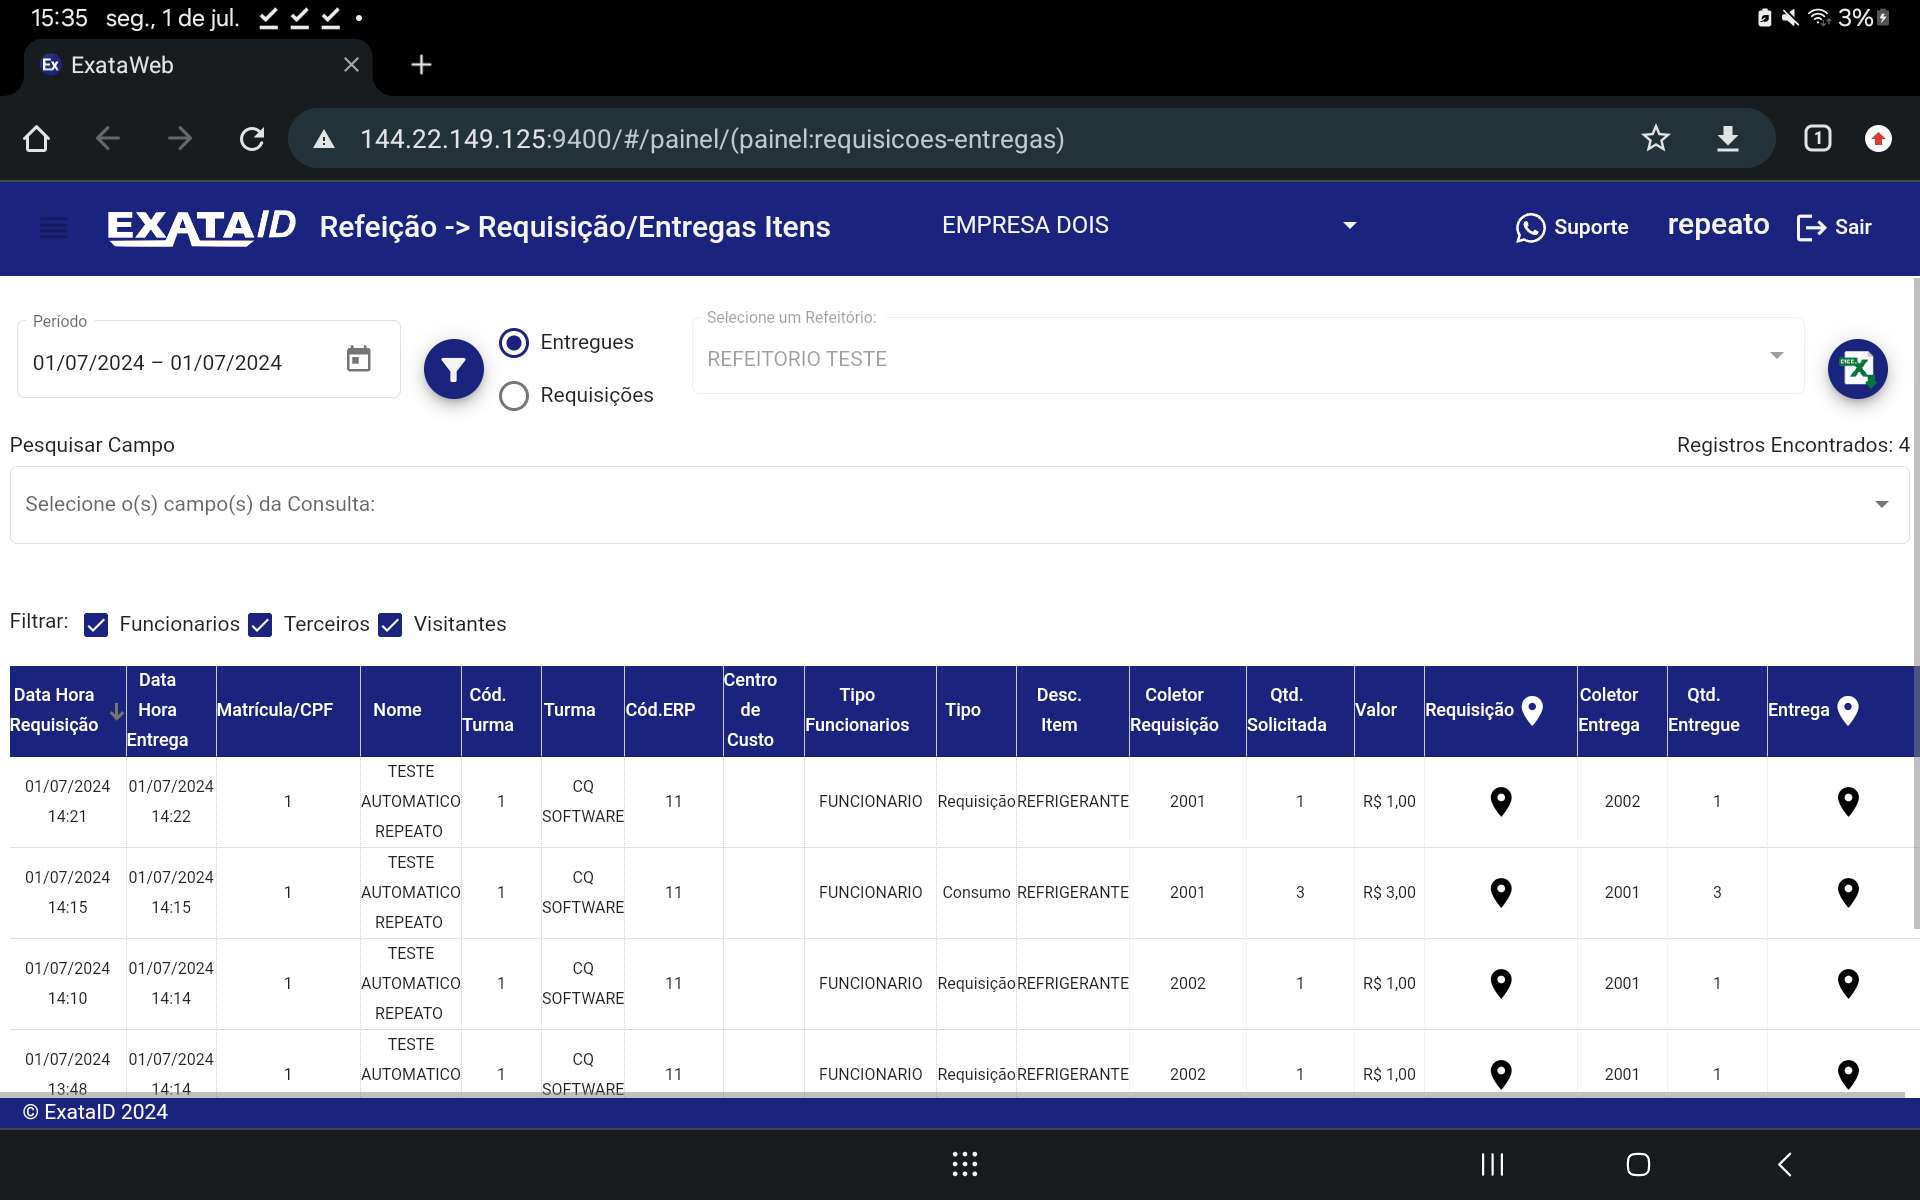 15:35 seg., 1 de jul. 3%
Ex ExataWeb
144.22.149.125:9400/#/painel/(painel:requisicoes-entregas) 1
EXATA/ID Refeição -> Requisição/Entregas Itens EMPRESA DOIS Suporte repeato Sair
Período
01/07/2024 – 01/07/2024
Entregues
Requisições
Selecione um Refeitório:
REFEITORIO TESTE
Pesquisar Campo Registros Encontrados: 4
Selecione o(s) campo(s) da Consulta:
Filtrar: Funcionarios Terceiros Visitantes
Data Hora Requisição Data Hora Entrega Matrícula/CPF Nome Cód. Turma Turma Cód.ERP Centro de Custo Tipo Funcionarios Tipo Desc. Item Coletor Requisição Qtd. Solicitada Valor Requisição Coletor Entrega Qtd. Entregue Entrega
01/07/2024 14:21 01/07/2024 14:22 1 TESTE AUTOMATICO REPEATO 1 CQ SOFTWARE 11 FUNCIONARIO Requisição REFRIGERANTE 2001 1 R$ 1,00 2002 1
01/07/2024 14:15 01/07/2024 14:15 1 TESTE AUTOMATICO REPEATO 1 CQ SOFTWARE 11 FUNCIONARIO Consumo REFRIGERANTE 2001 3 R$ 3,00 2001 3
01/07/2024 14:10 01/07/2024 14:14 1 TESTE AUTOMATICO REPEATO 1 CQ SOFTWARE 11 FUNCIONARIO Requisição REFRIGERANTE 2002 1 R$ 1,00 2001 1
01/07/2024 13:48 01/07/2024 14:14 1 TESTE AUTOMATICO 1 CQ SOFTWARE 11 FUNCIONARIO Requisição REFRIGERANTE 2002 1 R$ 1,00 2001 1
© ExataID 2024